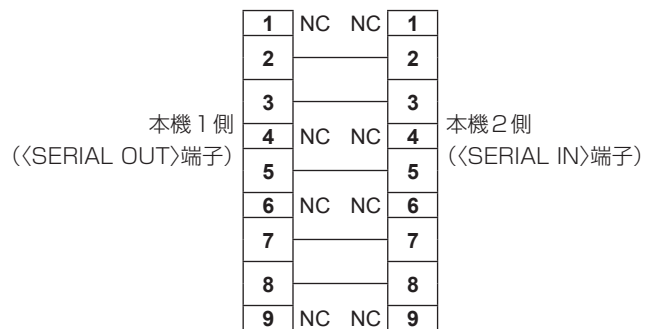 1 NC NC 1
2 2
3 3
本機1側
(〈SERIAL OUT〉端子)
4 NC NC 4
本機2側
(〈SERIAL IN〉端子)
5 5
6 NC NC 6
7 7
8 8
9 NC NC 9